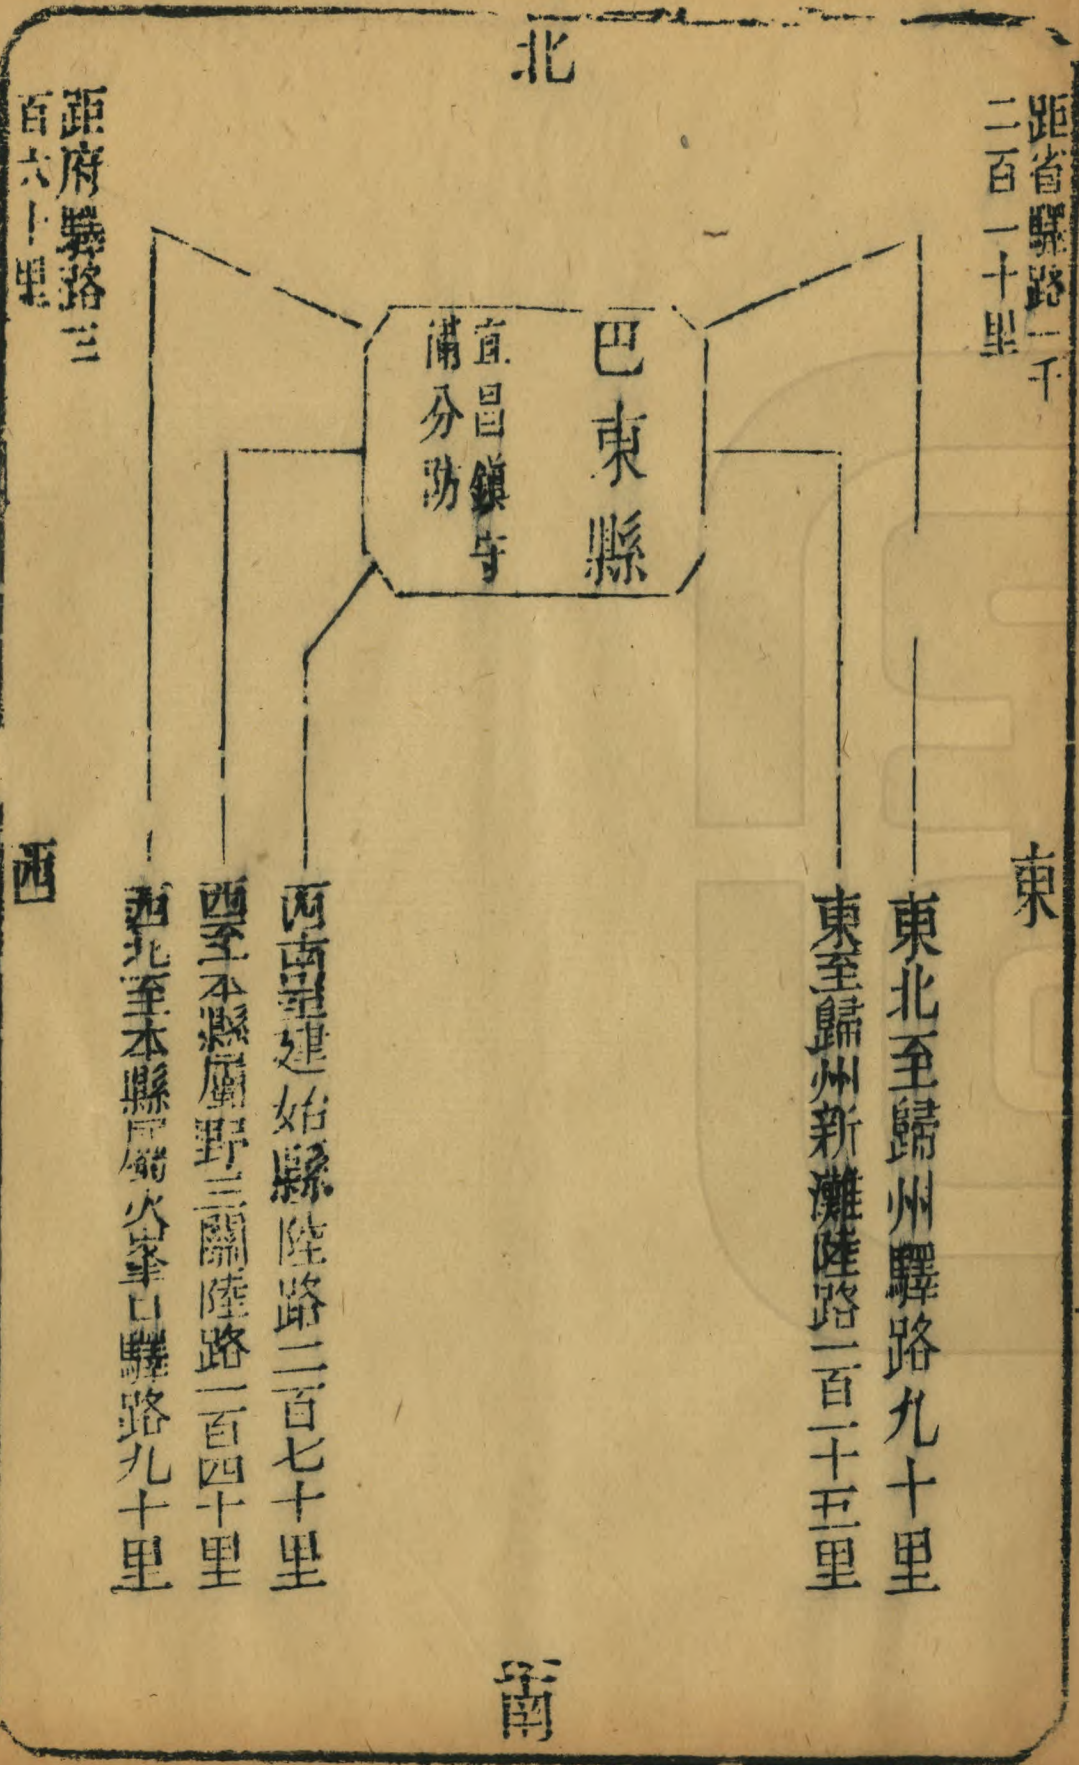 北
距省驛路一千
二百一十里
東
東北至歸州驛路九十里
東至歸州新灘陸路一百一十五里
巴東縣
宜昌鎮守
備分防
西南至建始縣陸路二百七十里
西至本縣屬野三關陸路一百四十里
西北至本縣屬火峯口驛路九十里
距府驛路三
百六十里
西
南